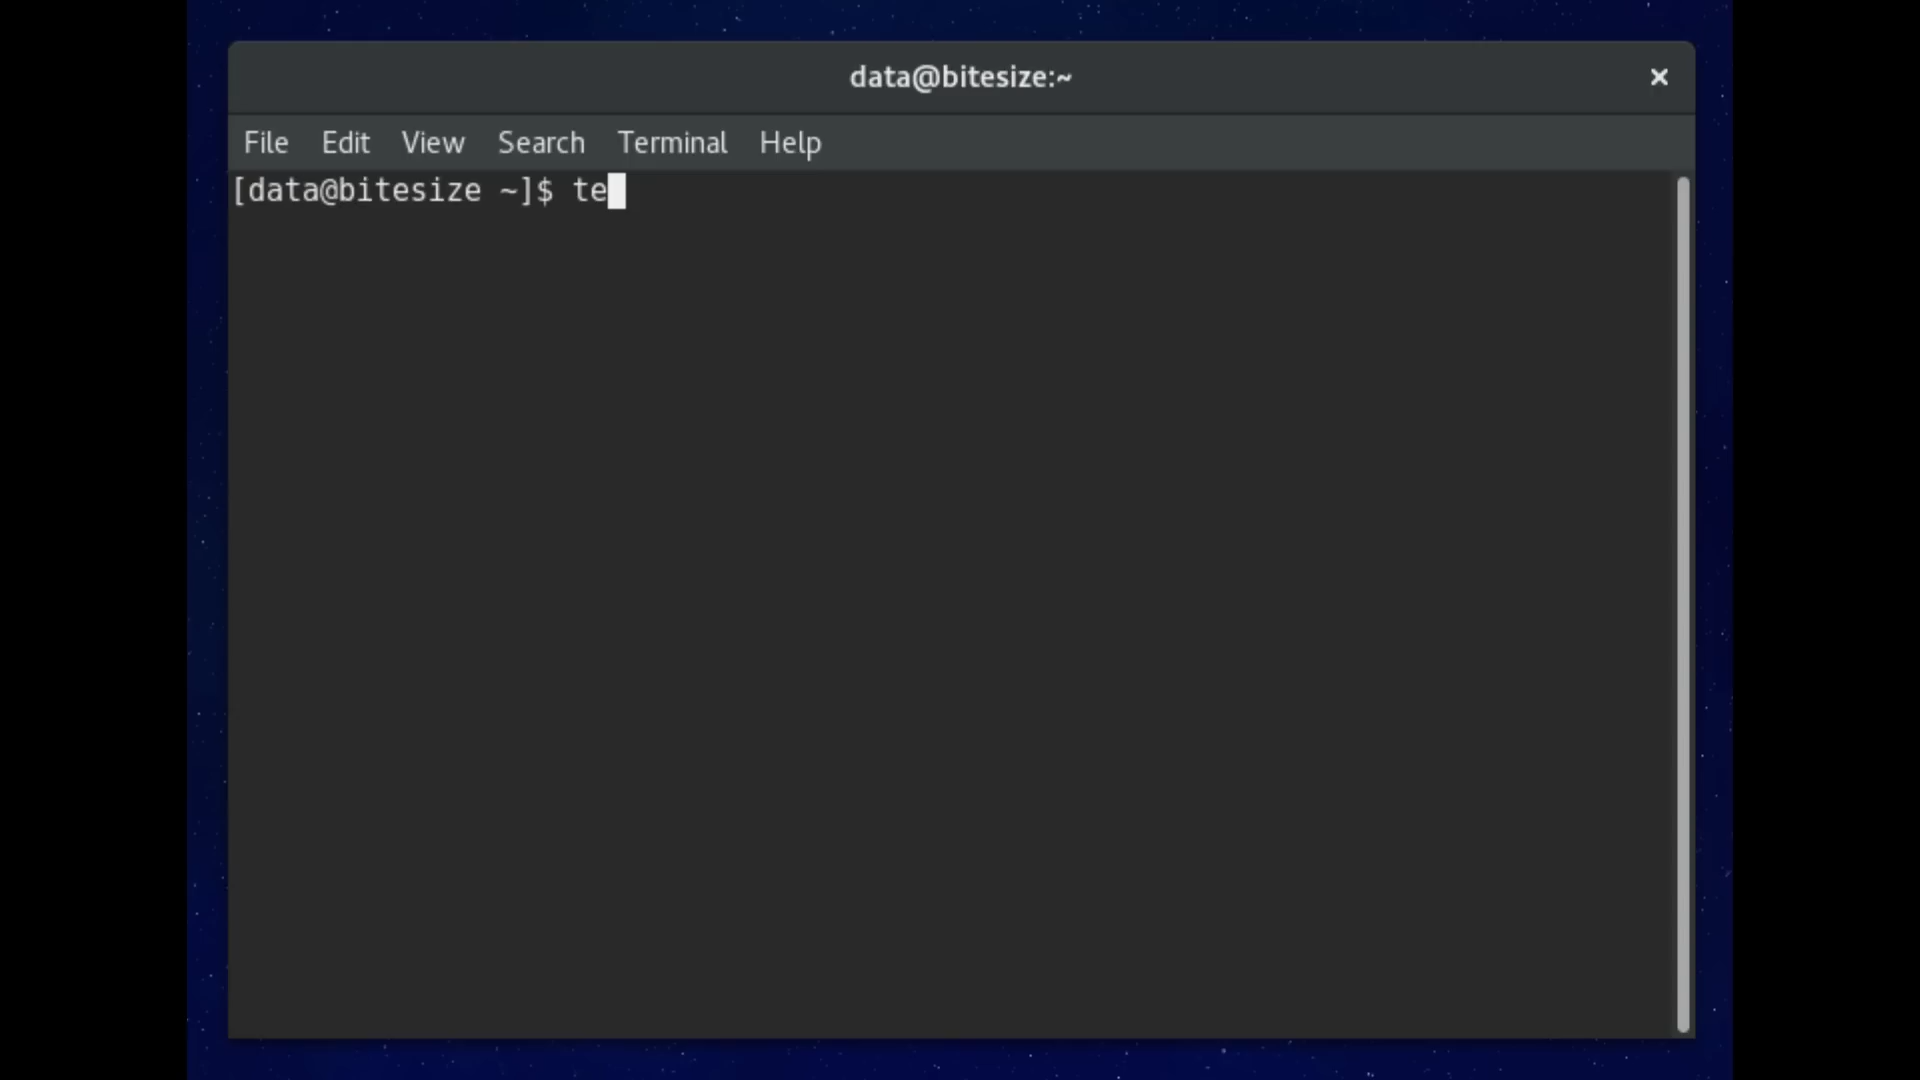 data@bitesize:~ ×
File Edit View Search Terminal Help
[data@bitesize ~]$ te